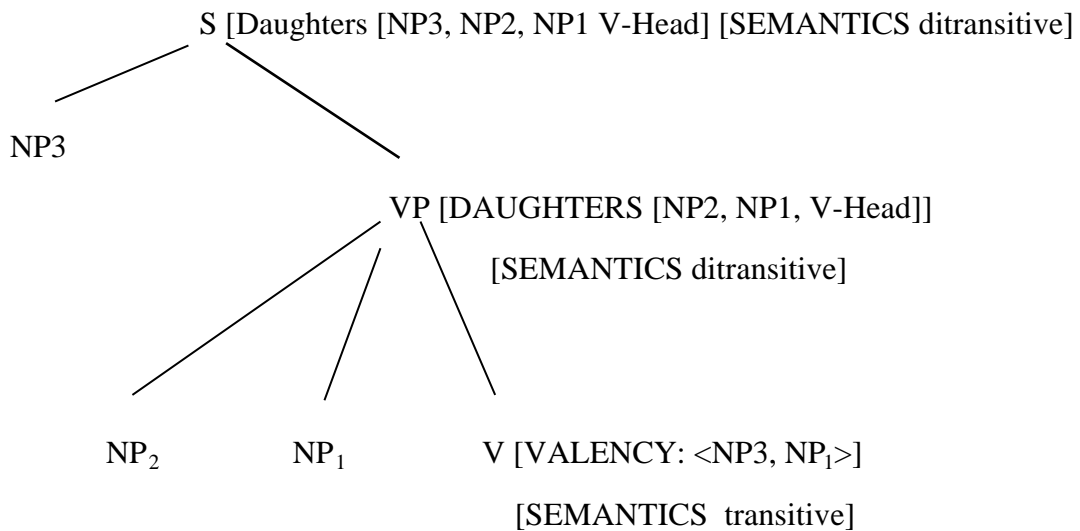 S [Daughters [NP3, NP2, NP1 V-Head] [SEMANTICS ditransitive]
NP3
VP [DAUGHTERS [NP2, NP1, V-Head]]
[SEMANTICS ditransitive]
NP₂ NP₁ V [VALENCY: <NP3, NP₁>]
[SEMANTICS transitive]